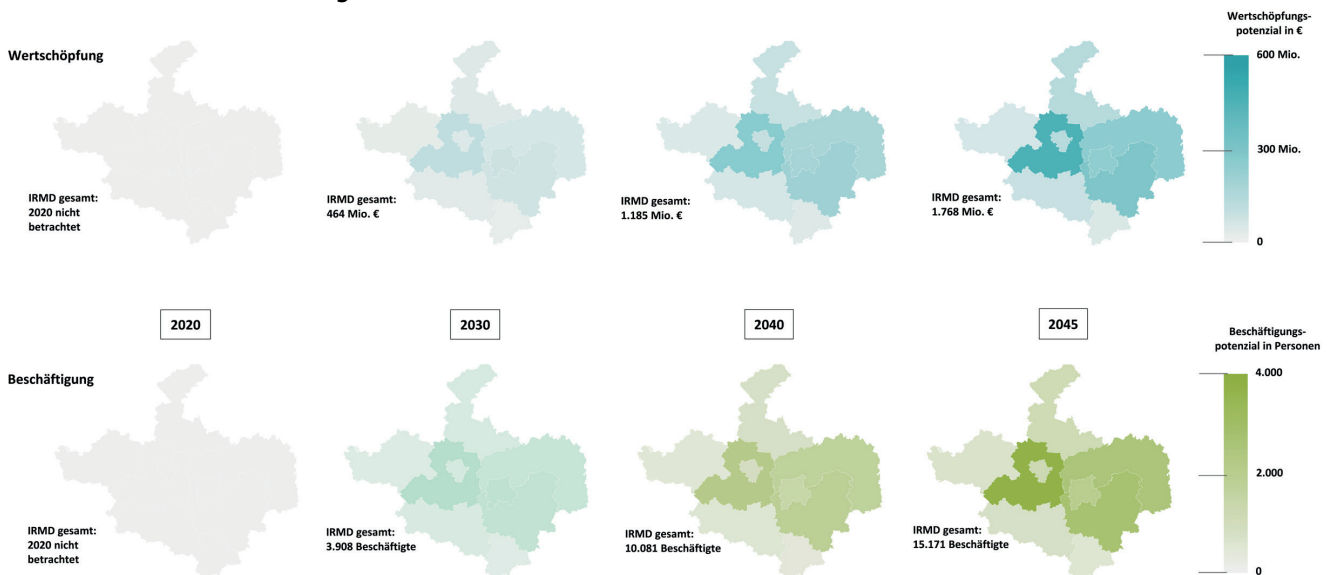 Wertschöpfung
IRMD gesamt:
2020 nicht
betrachtet
IRMD gesamt:
464 Mio. €
IRMD gesamt:
1.185 Mio. €
IRMD gesamt:
1.768 Mio. €
Wertschöpfungs-
potenzial in €
600 Mio.
300 Mio.
0
2020
2030
2040
2045
Beschäftigung
IRMD gesamt:
2020 nicht
betrachtet
IRMD gesamt:
3.908 Beschäftigte
IRMD gesamt:
10.081 Beschäftigte
IRMD gesamt:
15.171 Beschäftigte
Beschäftigungs-
potenzial in Personen
4.000
2.000
0